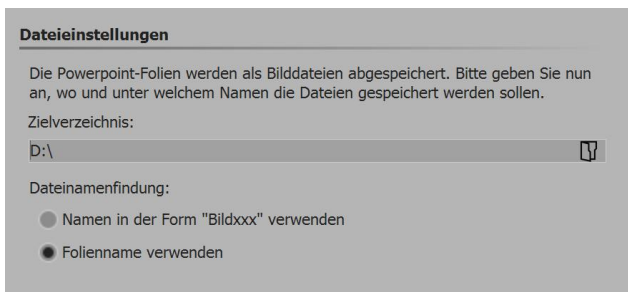 Dateieinstellungen
Die Powerpoint-Folien werden als Bilddateien abgespeichert. Bitte geben Sie nun
an, wo und unter welchem Namen die Dateien gespeichert werden sollen.
Zielverzeichnis:
D:\
Dateinamenfindung:
Namen in der Form "Bildxxx" verwenden
Folienname verwenden